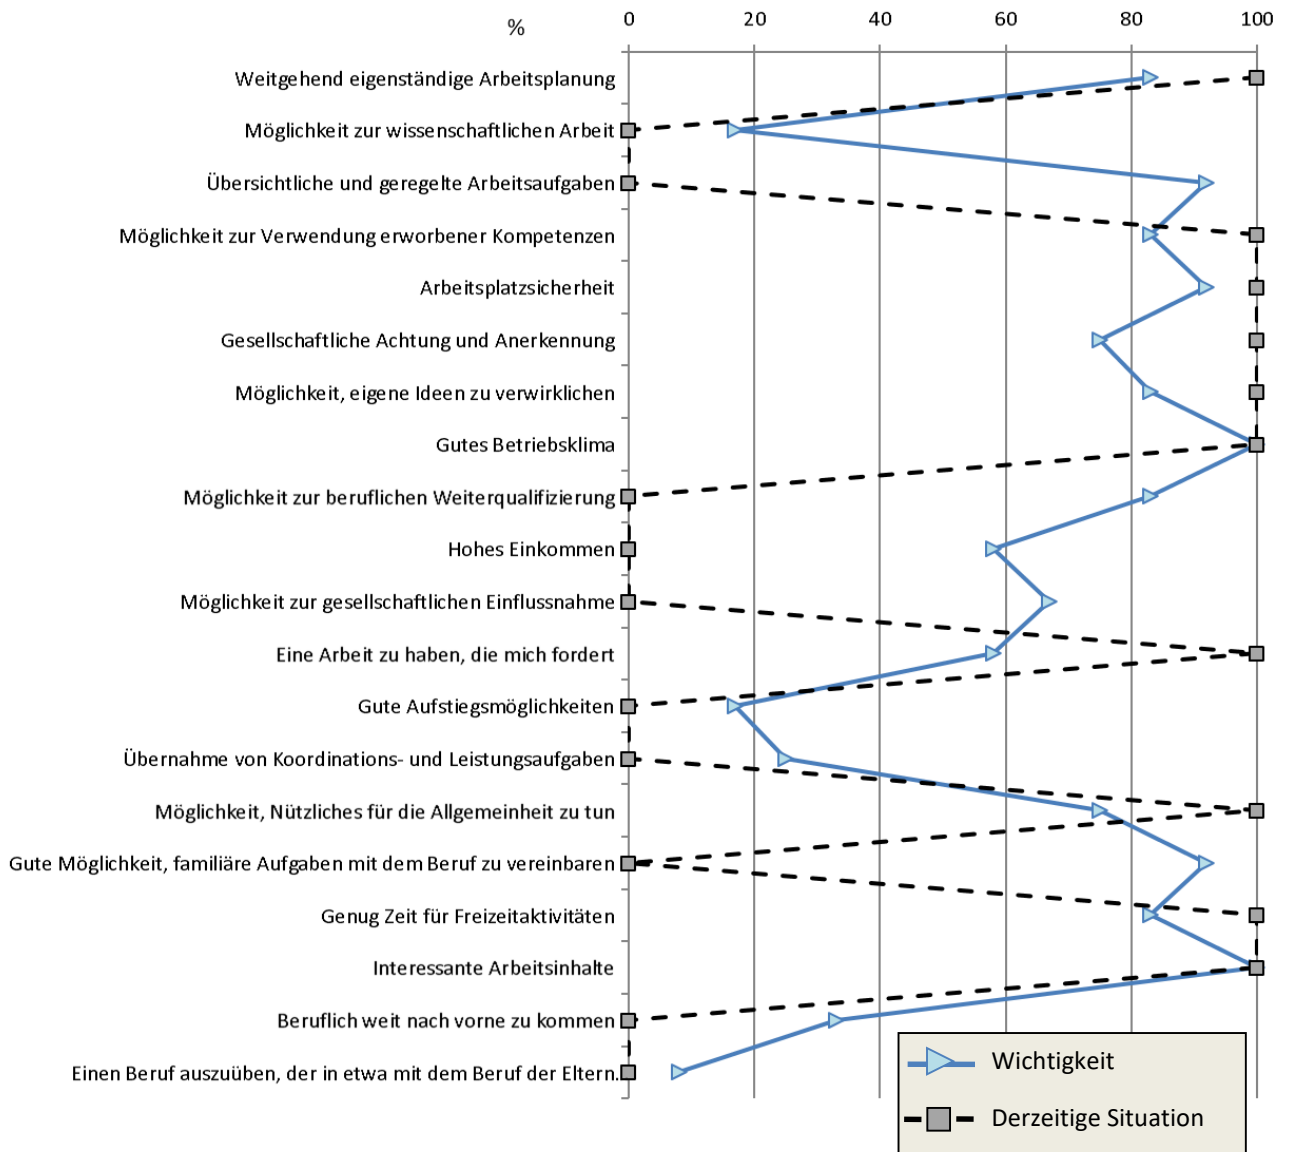 % 0 20 40 60 80 100
Weitgehend eigenständige Arbeitsplanung
Möglichkeit zur wissenschaftlichen Arbeit
Übersichtliche und geregelte Arbeitsaufgaben
Möglichkeit zur Verwendung erworbener Kompetenzen
Arbeitsplatzsicherheit
Gesellschaftliche Achtung und Anerkennung
Möglichkeit, eigene Ideen zu verwirklichen
Gutes Betriebsklima
Möglichkeit zur beruflichen Weiterqualifizierung
Hohes Einkommen
Möglichkeit zur gesellschaftlichen Einflussnahme
Eine Arbeit zu haben, die mich fordert
Gute Aufstiegsmöglichkeiten
Übernahme von Koordinations- und Leistungsaufgaben
Möglichkeit, Nützliches für die Allgemeinheit zu tun
Gute Möglichkeit, familiäre Aufgaben mit dem Beruf zu vereinbaren
Genug Zeit für Freizeitaktivitäten
Interessante Arbeitsinhalte
Beruflich weit nach vorne zu kommen
Einen Beruf auszuüben, der in etwa mit dem Beruf der Eltern.
Wichtigkeit
Derzeitige Situation